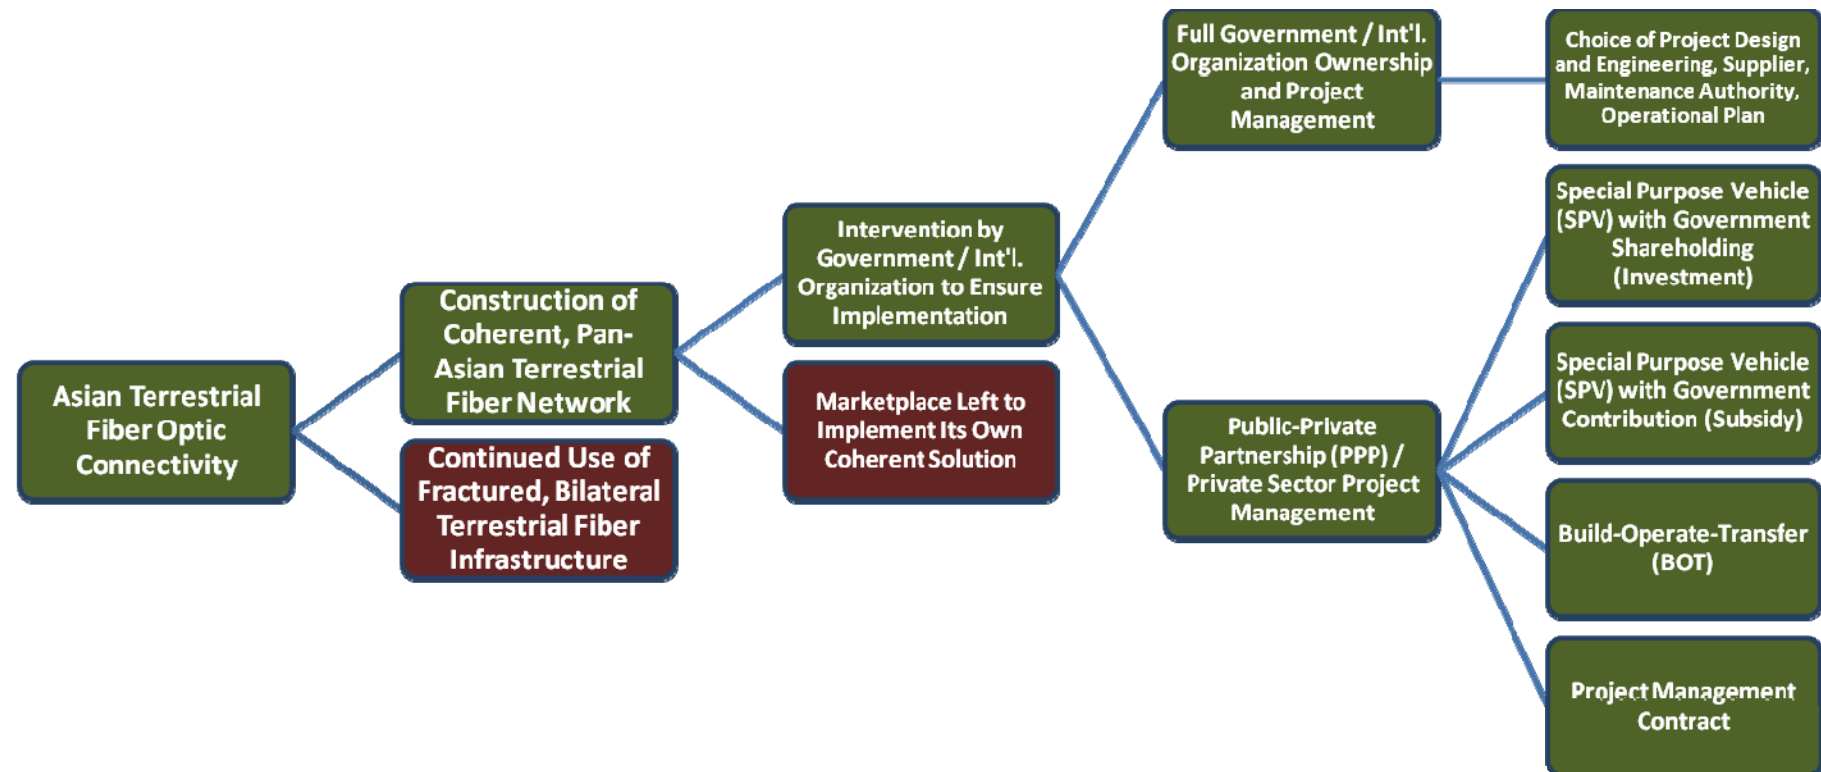 Asian Terrestrial
Fiber Optic
Connectivity
Construction of
Coherent, Pan-
Asian Terrestrial
Fiber Network
Continued Use of
Fractured, Bilateral
Terrestrial Fiber
Infrastructure
Intervention by
Government / Int'l.
Organization to Ensure
Implementation
Marketplace Left to
Implement Its Own
Coherent Solution
Full Government / Int'l.
Organization Ownership
and Project
Management
Public-Private
Partnership (PPP) /
Private Sector Project
Management
Choice of Project Design
and Engineering, Supplier,
Maintenance Authority,
Operational Plan
Special Purpose Vehicle
(SPV) with Government
Shareholding
(Investment)
Special Purpose Vehicle
(SPV) with Government
Contribution (Subsidy)
Build-Operate-Transfer
(BOT)
Project Management
Contract